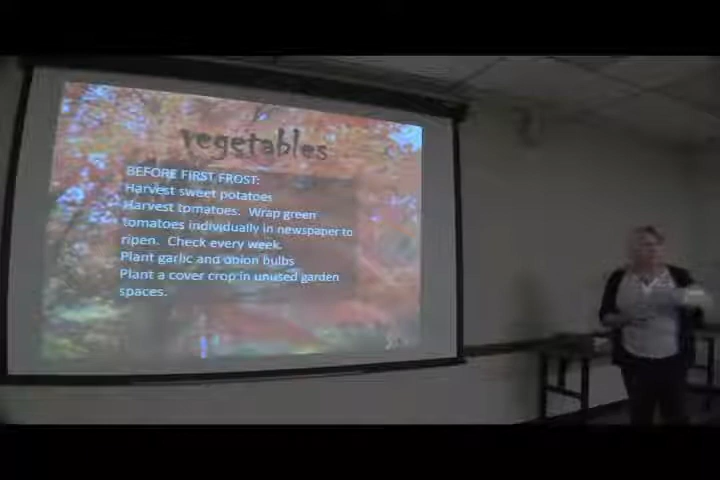 vegetables
BEFORE FIRST FROST:
Harvest sweet potatoes
Harvest tomatoes. Wrap green
tomatoes individually in newspaper to
ripen. Check every week.
Plant garlic and onion bulbs
Plant a cover crop in unused garden
spaces.